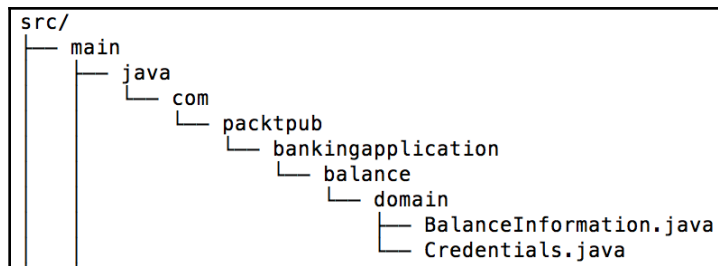 src/
main
java
com
packtpub
bankingapplication
balance
domain
BalanceInformation.java
Credentials.java